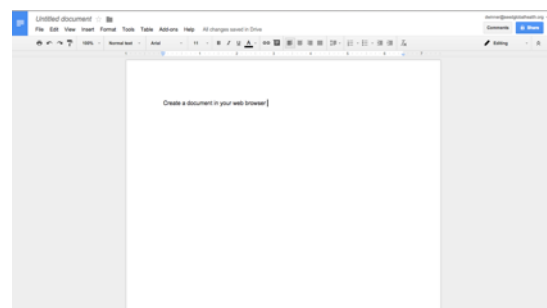 Untitled document
File Edit View Insert Format Tools Table Add-ons Help All changes saved in Drive
Comments Share
100% Normal text Arial 11 B I U A Editing
Create a document in your web browser